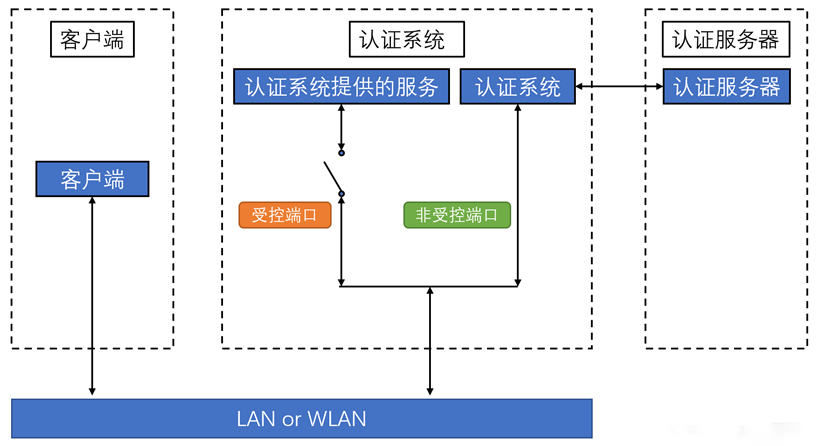 客户端
认证系统
认证服务器
认证系统提供的服务
认证系统
认证服务器
客户端
受控端口
非受控端口
LAN or WLAN